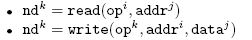 • nd^k = read(op^i, addr^j)
• nd^k = write(op^k, addr^i, data^j)